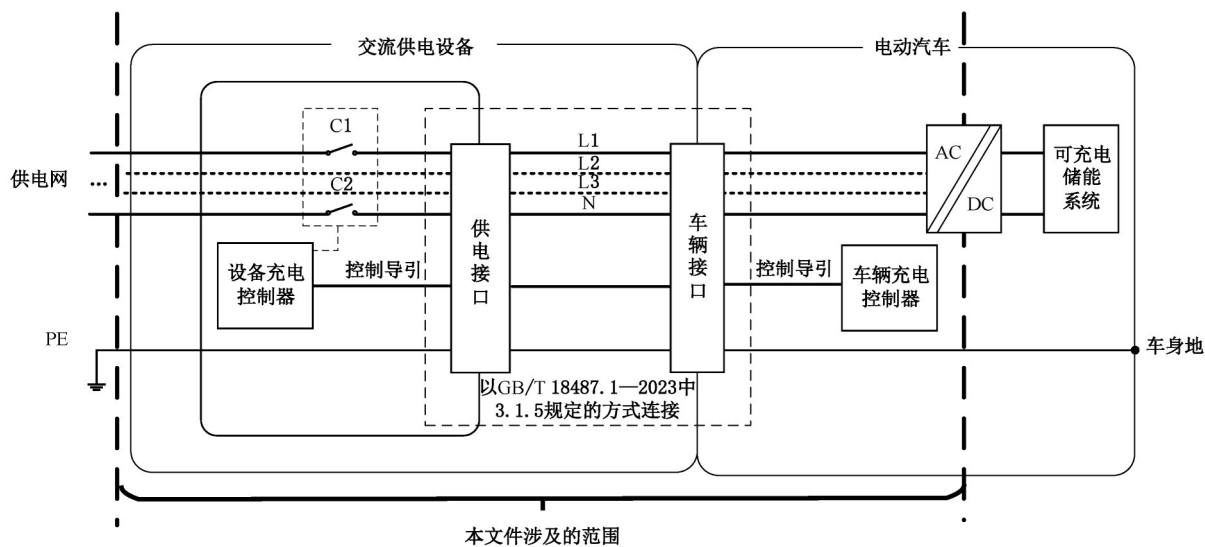 交流供电设备
电动汽车
C1
L1
L2
C2
L3
N
供电网
…
AC
DC
可充电
储能
系统
供电接口
车辆接口
设备充电
控制器
控制导引
控制导引
车辆充电
控制器
PE
车身地
以GB/T 18487.1—2023中
3.1.5规定的方式连接
本文件涉及的范围